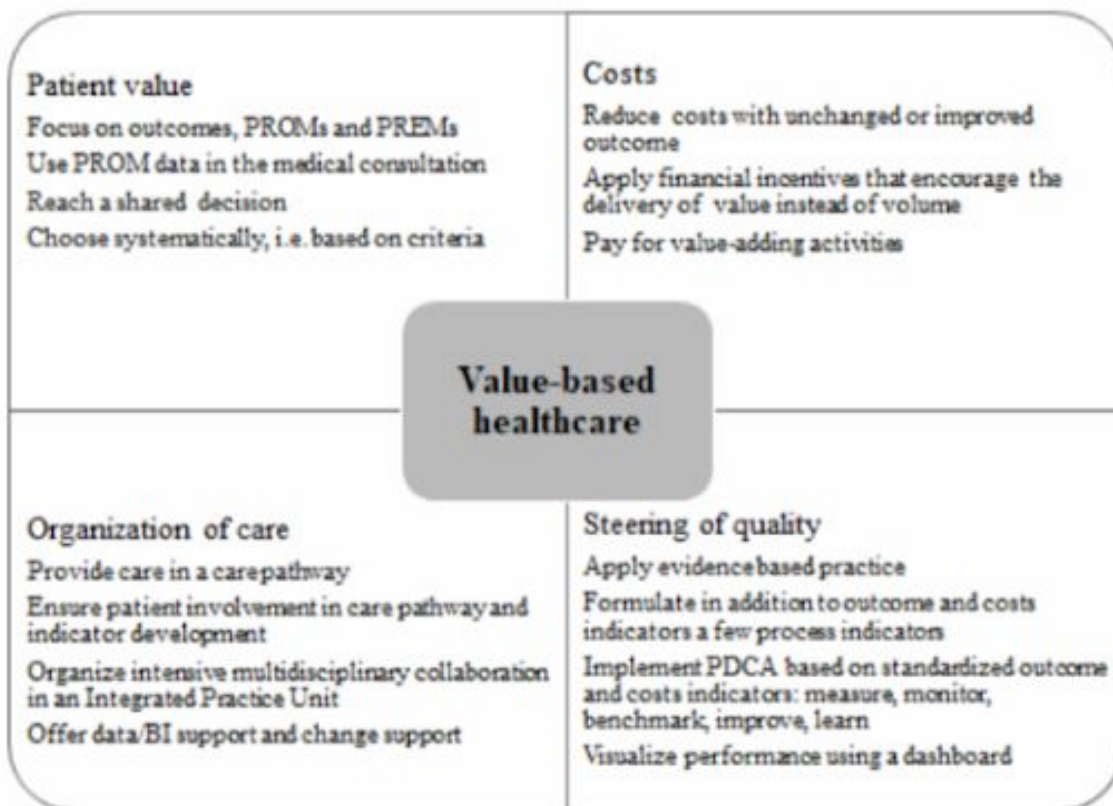 Patient value
Focus on outcomes, PROMs and PREMs
Use PROM data in the medical consultation
Reach a shared decision
Choose systematically, i.e. based on criteria
Costs
Reduce costs with unchanged or improved
outcome
Apply financial incentives that encourage the
delivery of value instead of volume
Pay for value-adding activities
Value-based
healthcare
Organization of care
Provide care in a care pathway
Ensure patient involvement in care pathway and
indicator development
Organize intensive multidisciplinary collaboration
in an Integrated Practice Unit
Offer data/BI support and change support
Steering of quality
Apply evidence based practice
Formulate in addition to outcome and costs
indicators a few process indicators
Implement PDCA based on standardized outcome
and costs indicators: measure, monitor,
benchmark, improve, learn
Visualize performance using a dashboard